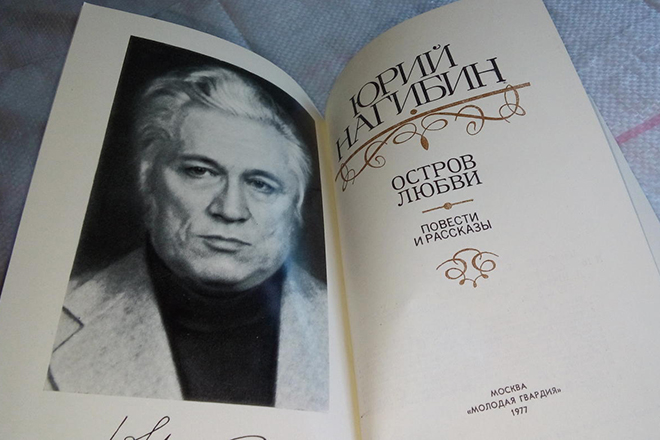 ЮРИЙ
НАГИБИН
ОСТРОВ
ЛЮБВИ
ПОВЕСТИ
И РАССКАЗЫ
МОСКВА
«МОЛОДАЯ ГВАРДИЯ»
1977